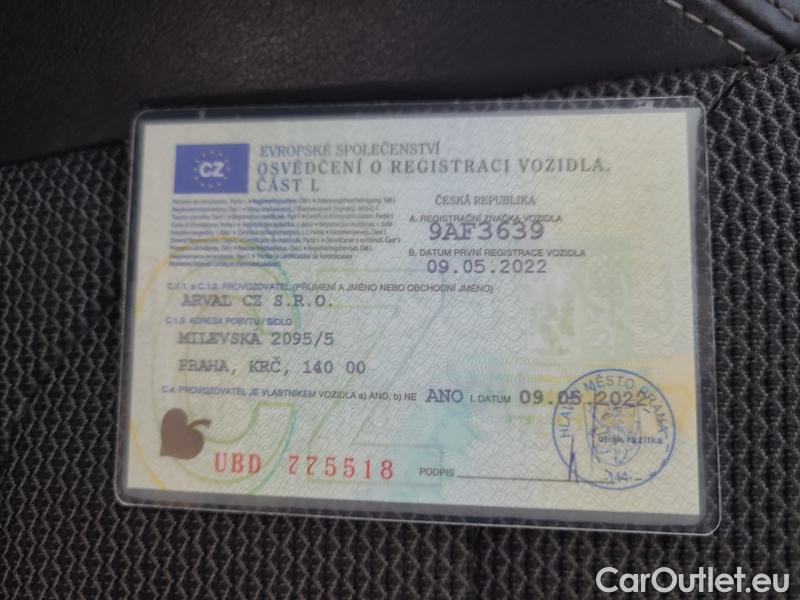 CZ
EVROPSKÉ SPOLEČENSTVÍ
OSVĚDČENÍ O REGISTRACI VOZIDLA.
ČÁST I.
ČESKÁ REPUBLIKA
A. REGISTRAČNÍ ZNAČKA VOZIDLA
9AF3639
B. DATUM PRVNÍ REGISTRACE VOZIDLA
09.05.2022
C.1.1. a C.1.2. PROVOZOVATEL (PŘÍJMENÍ A JMÉNO NEBO OBCHODNÍ JMÉNO)
ARVAL CZ S.R.O.
C.1.3. ADRESA POBYTU / SÍDLO
MILEVSKÁ 2095/5
PRAHA, KRČ, 140 00
C.4. PROVOZOVATEL JE VLASTNÍKEM VOZIDLA a) ANO, b) NE ANO I. DATUM 09.05.2022
HLAVNÍ MĚSTO PRAHA
otisk razítka
-144-
UBD 775518
PODPIS
CarOutlet.eu